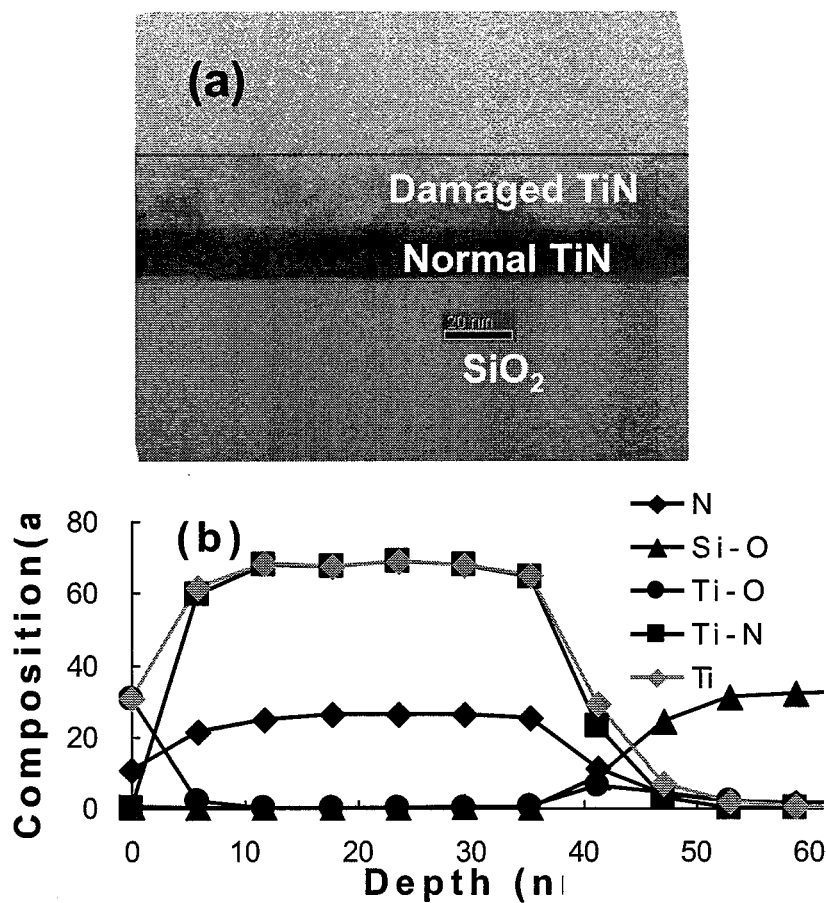 (a)
Damaged TiN
Normal TiN
20 nm
SiO₂
(b)
Composition(a
80
60
40
20
0
N
Si-O
Ti-O
Ti-N
Ti
0 10 20 30 40 50 60
Depth (n